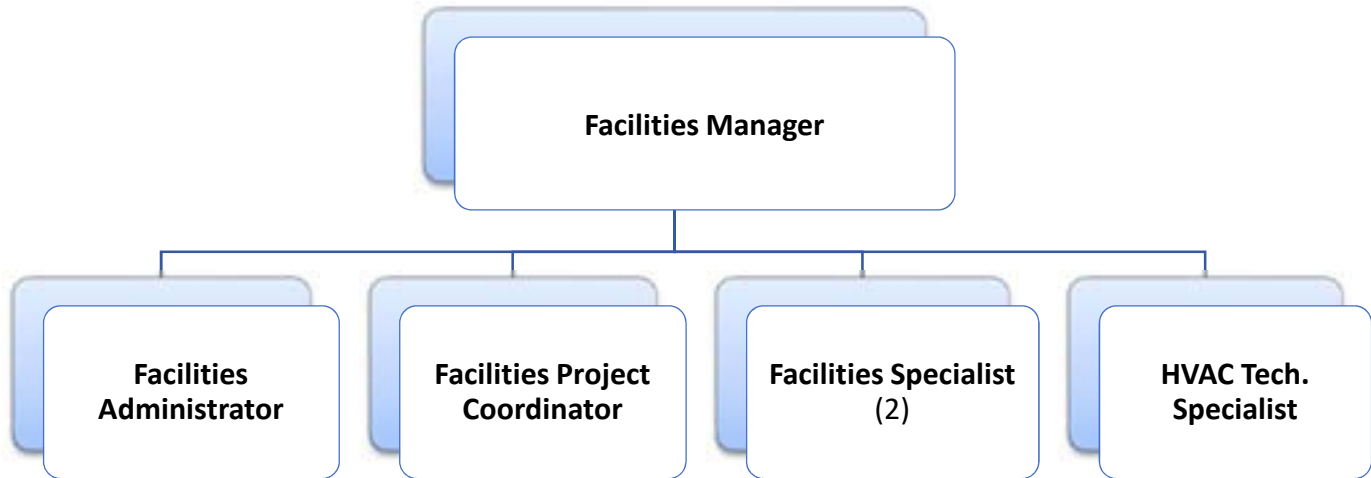 Facilities Manager
Facilities
Administrator
Facilities Project
Coordinator
Facilities Specialist
(2)
HVAC Tech.
Specialist